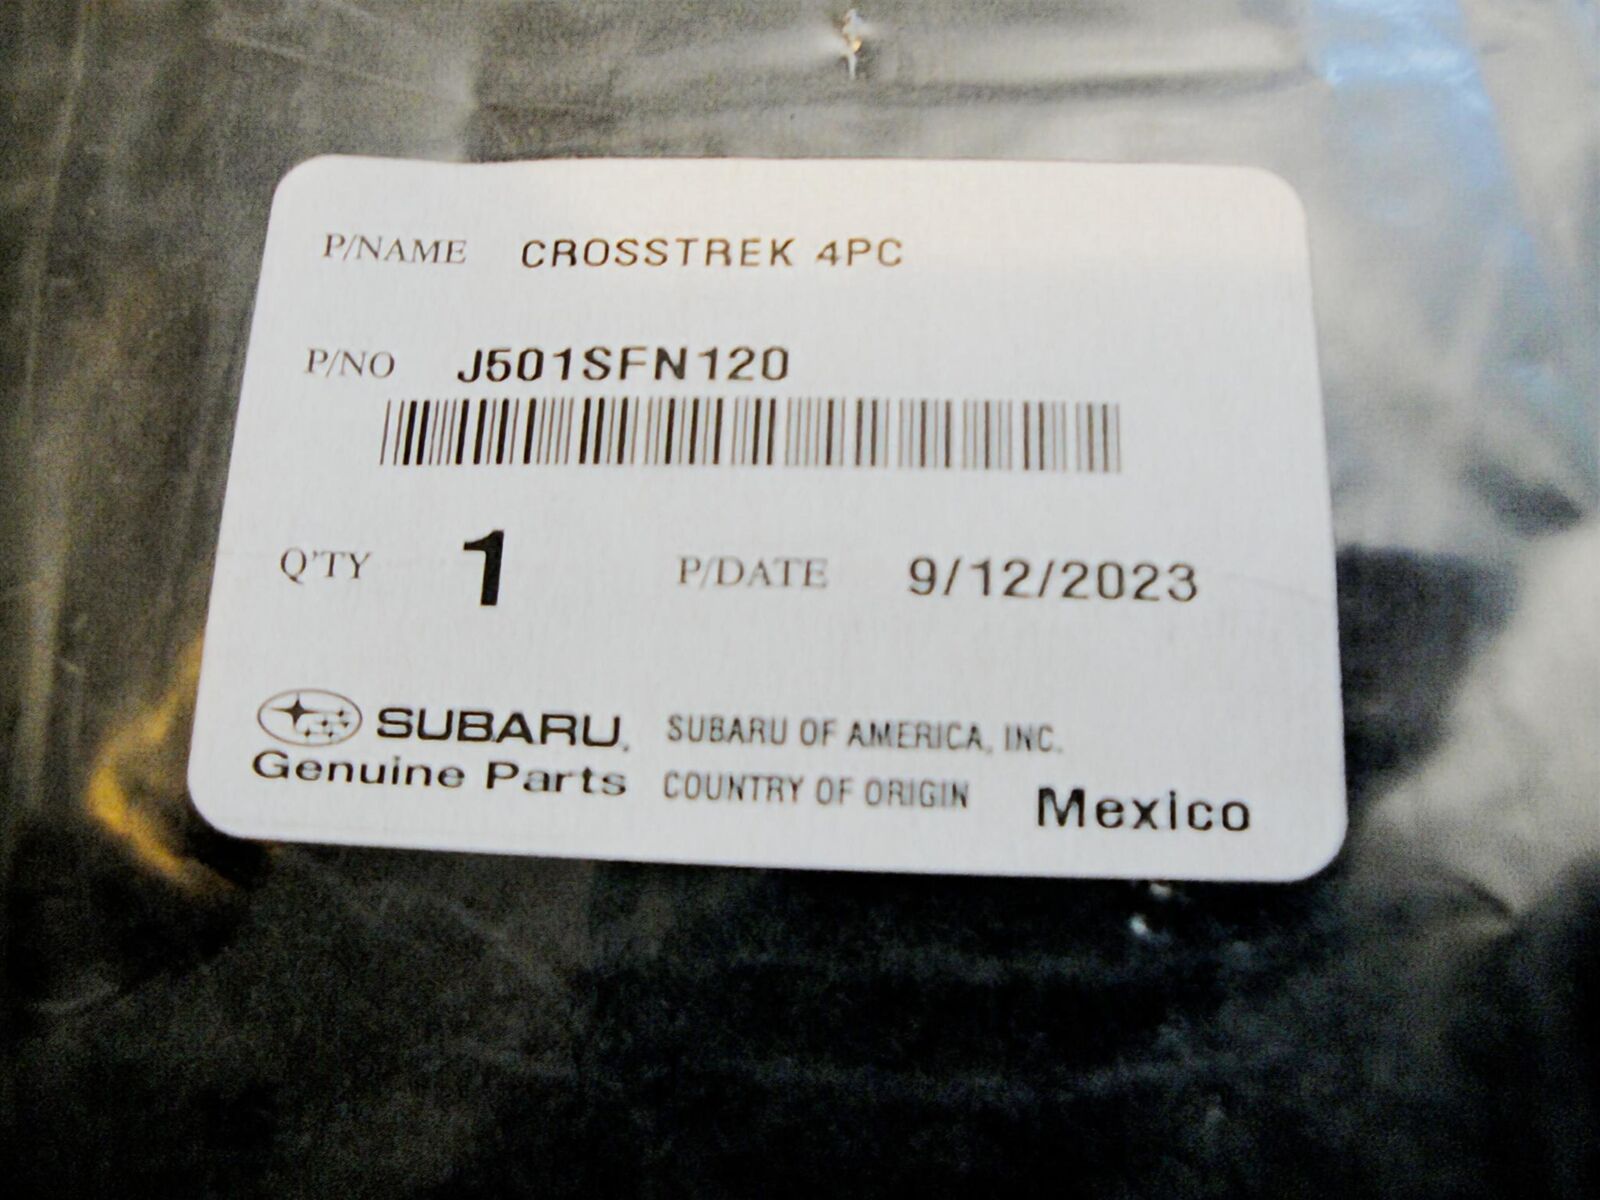 P/NAME CROSSTREK 4PC
P/NO J501SFN120
Q'TY 1 P/DATE 9/12/2023
SUBARU. SUBARU OF AMERICA, INC.
Genuine Parts COUNTRY OF ORIGIN Mexico